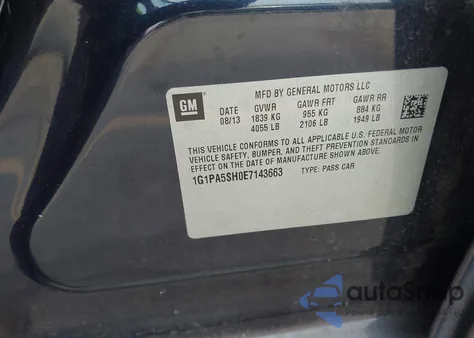 MFD BY GENERAL MOTORS LLC
GM
DATE GVWR GAWR FRT GAWR RR
08/13 1839 KG 955 KG 884 KG
4055 LB 2106 LB 1949 LB
THIS VEHICLE CONFORMS TO ALL APPLICABLE U.S. FEDERAL MOTOR
VEHICLE SAFETY, BUMPER, AND THEFT PREVENTION STANDARDS IN
EFFECT ON THE DATE OF MANUFACTURE SHOWN ABOVE.
1G1PA5SH0E7143663 TYPE: PASS CAR
autoSnap